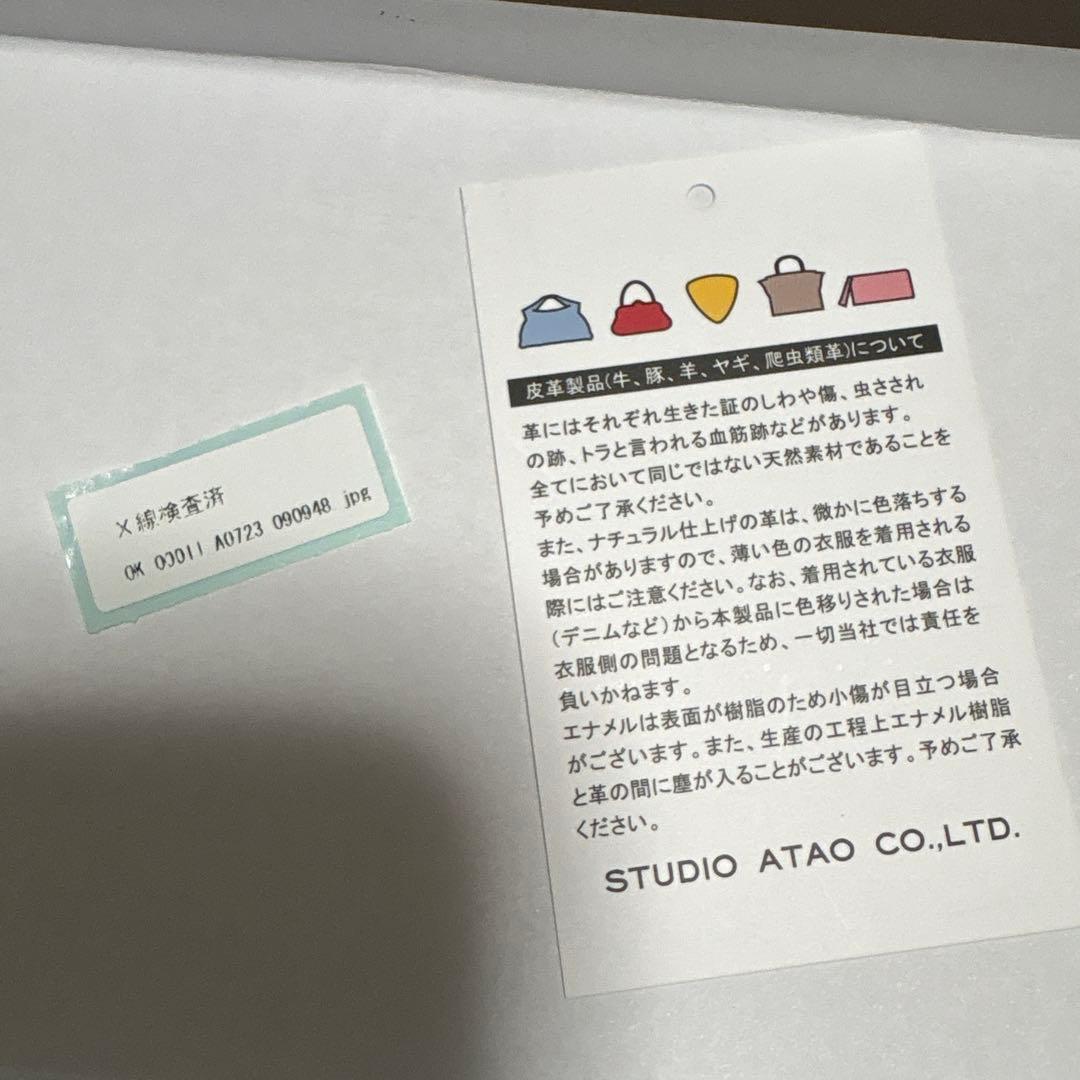 X線検査済
OK 00011 A0723 090948 jpg
皮革製品(牛、豚、羊、ヤギ、爬虫類革)について
革にはそれぞれ生きた証のしわや傷、虫さされ
の跡、トラと言われる血筋跡などがあります。
全てにおいて同じではない天然素材であることを
予めご了承ください。
また、ナチュラル仕上げの革は、微かに色落ちする
場合がありますので、薄い色の衣服を着用される
際にはご注意ください。なお、着用されている衣服
(デニムなど)から本製品に色移りされた場合は
衣服側の問題となるため、一切当社では責任を
負いかねます。
エナメルは表面が樹脂のため小傷が目立つ場合
がございます。また、生産の工程上エナメル樹脂
と革の間に塵が入ることがございます。予めご了承
ください。
STUDIO ATAO CO.,LTD.